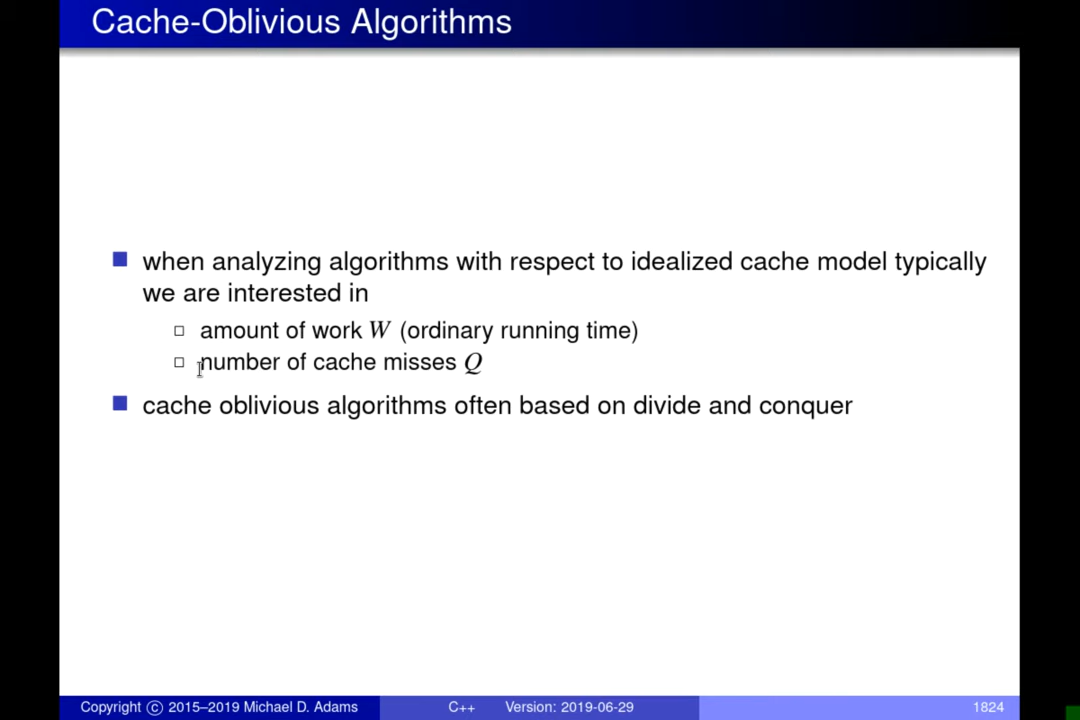 Cache-Oblivious Algorithms
when analyzing algorithms with respect to idealized cache model typically
we are interested in
amount of work W (ordinary running time)
number of cache misses Q
cache oblivious algorithms often based on divide and conquer
Copyright © 2015–2019 Michael D. Adams C++ Version: 2019-06-29 1824